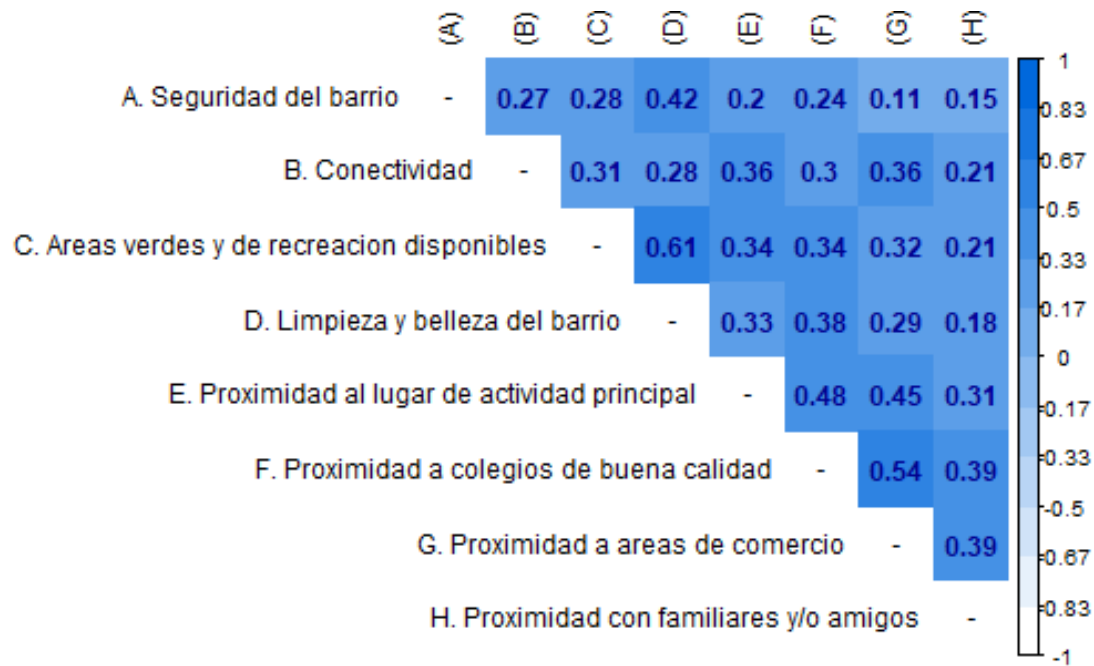 (A) (B) (C) (D) (E) (F) (G) (H)
A. Seguridad del barrio - 0.27 0.28 0.42 0.2 0.24 0.11 0.15
B. Conectividad - 0.31 0.28 0.36 0.3 0.36 0.21
C. Areas verdes y de recreacion disponibles - 0.61 0.34 0.34 0.32 0.21
D. Limpieza y belleza del barrio - 0.33 0.38 0.29 0.18
E. Proximidad al lugar de actividad principal - 0.48 0.45 0.31
F. Proximidad a colegios de buena calidad - 0.54 0.39
G. Proximidad a areas de comercio - 0.39
H. Proximidad con familiares y/o amigos -
1
0.83
0.67
0.5
0.33
0.17
0
-0.17
-0.33
-0.5
-0.67
-0.83
-1